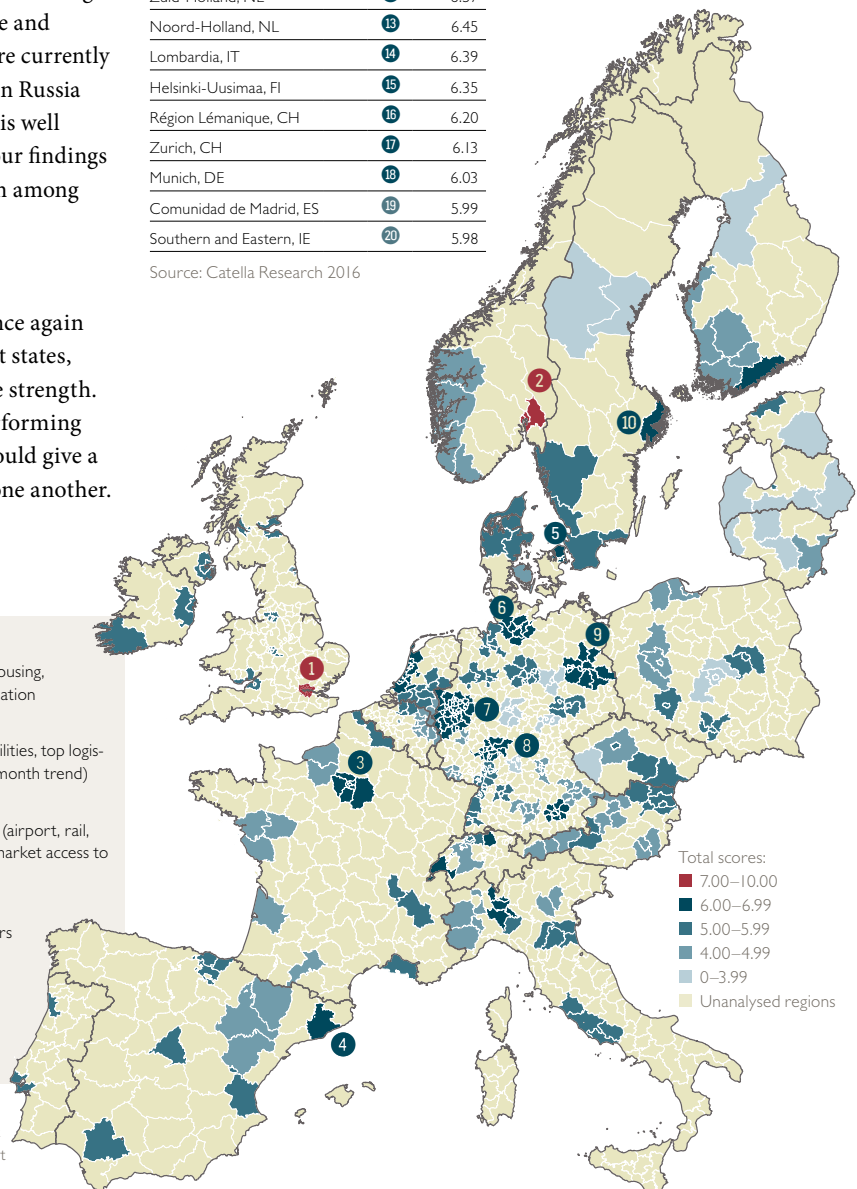 e and
re currently
n Russia
is well
our findings
n among
nce again
t states,
e strength.
forming
ould give a
one another.
ousing,
ation
ilities, top logis-
month trend)
(airport, rail,
market access to
rs
t
Noord-Holland, NL 13 6.45
Lombardia, IT 14 6.39
Helsinki-Uusimaa, FI 15 6.35
Région Lémanique, CH 16 6.20
Zurich, CH 17 6.13
Munich, DE 18 6.03
Comunidad de Madrid, ES 19 5.99
Southern and Eastern, IE 20 5.98
Source: Catella Research 2016
2
10
5
6
9
1
7
8
3
4
Total scores:
7.00–10.00
6.00–6.99
5.00–5.99
4.00–4.99
0–3.99
Unanalysed regions